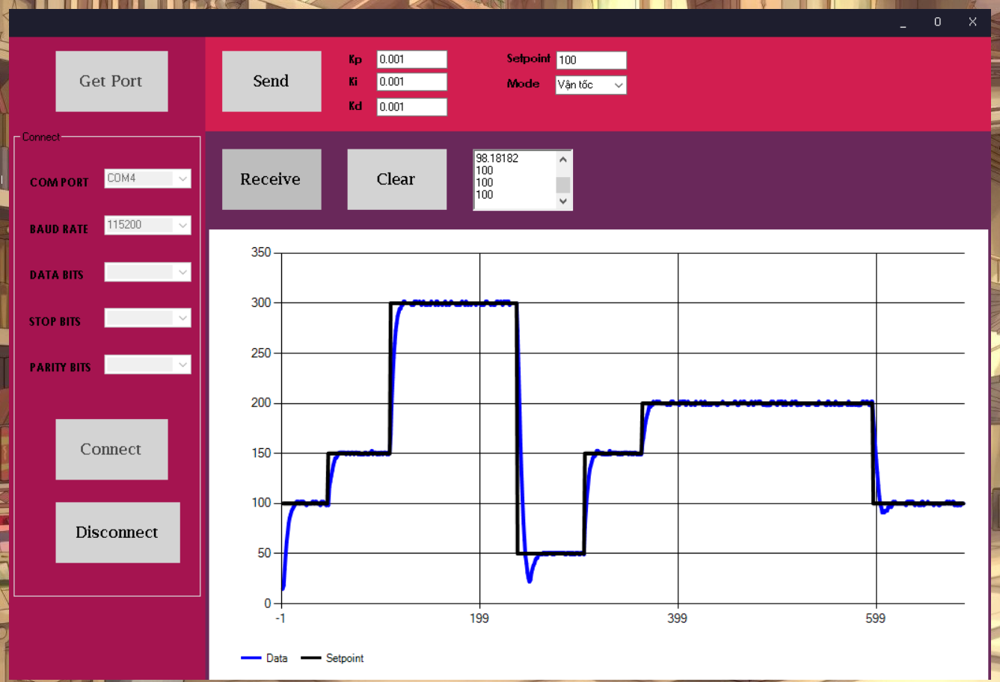 _ O X
Get Port
Send
Kp 0.001
Ki 0.001
Kd 0.001
Setpoint 100
Mode Vận tốc
Connect
COM PORT COM4
BAUD RATE 115200
DATA BITS
STOP BITS
PARITY BITS
Connect
Disconnect
Receive
Clear
98.18182
100
100
100
350
300
250
200
150
100
50
0
-1 199 399 599
Data Setpoint